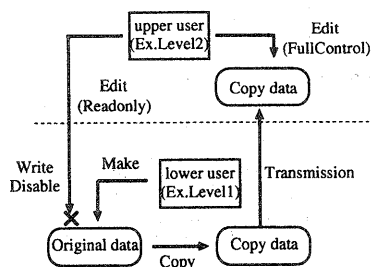 upper user
(Ex.Level2)
Edit
(FullControl)
Copy data
Edit
(Readonly)
Write
Disable
Make
lower user
(Ex.Level1)
Transmission
Original data
Copy
Copy data